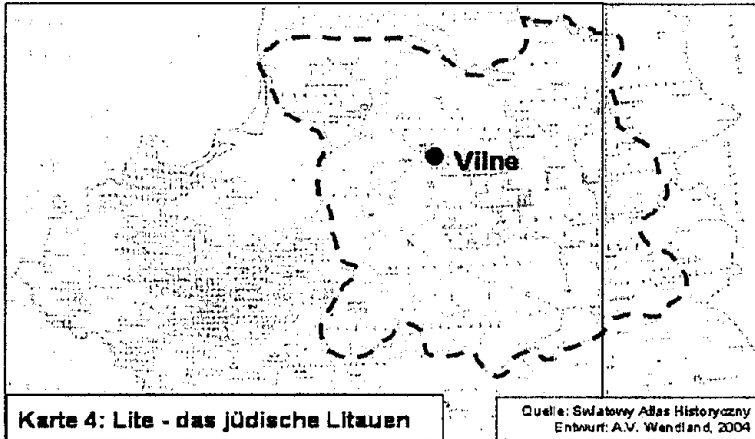 Vilne
Karte 4: Lite - das jüdische Litauen
Quelle: Swiatowy Atlas Historyczny
Entwurf: A.V. Wendland, 2004